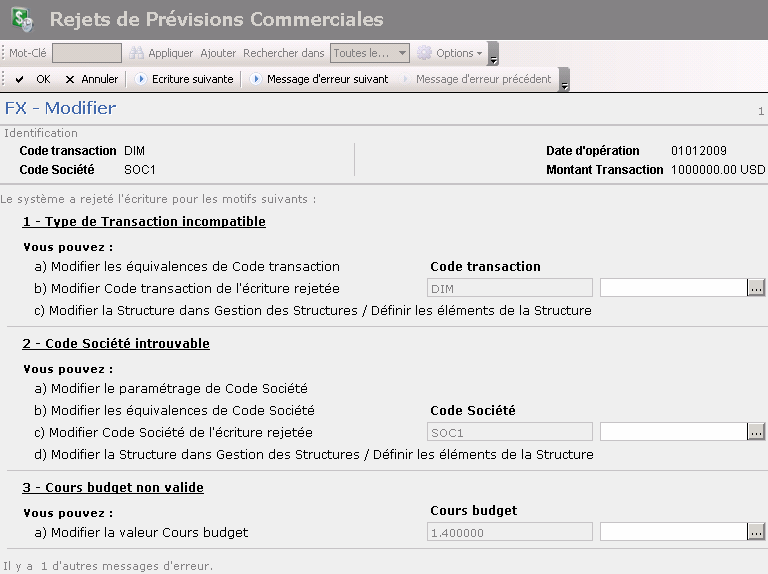 Rejets de Prévisions Commerciales
Mot-Clé Appliquer Ajouter Rechercher dans Toutes le... Options
OK Annuler Ecriture suivante Message d'erreur suivant Message d'erreur précédent
FX - Modifier 1
Identification
Code transaction DIM Date d'opération 01012009
Code Société SOC1 Montant Transaction 1000000.00 USD
Le système a rejeté l'écriture pour les motifs suivants :
1 - Type de Transaction incompatible
Vous pouvez :
a) Modifier les équivalences de Code transaction Code transaction
b) Modifier Code transaction de l'écriture rejetée DIM ...
c) Modifier la Structure dans Gestion des Structures / Définir les éléments de la Structure
2 - Code Société introuvable
Vous pouvez :
a) Modifier le paramétrage de Code Société
b) Modifier les équivalences de Code Société Code Société
c) Modifier Code Société de l'écriture rejetée SOC1 ...
d) Modifier la Structure dans Gestion des Structures / Définir les éléments de la Structure
3 - Cours budget non valide
Vous pouvez : Cours budget
a) Modifier la valeur Cours budget 1.400000 ...
Il y a 1 d'autres messages d'erreur.